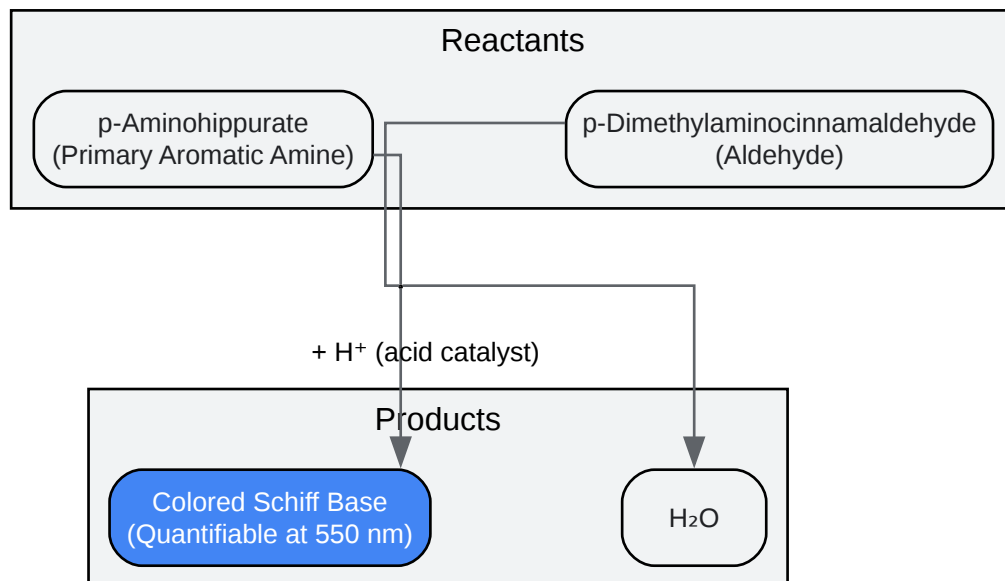 Reactants
p-Aminohippurate
(Primary Aromatic Amine)
p-Dimethylaminocinnamaldehyde
(Aldehyde)
+ H⁺ (acid catalyst)
Products
Colored Schiff Base
(Quantifiable at 550 nm)
H₂O